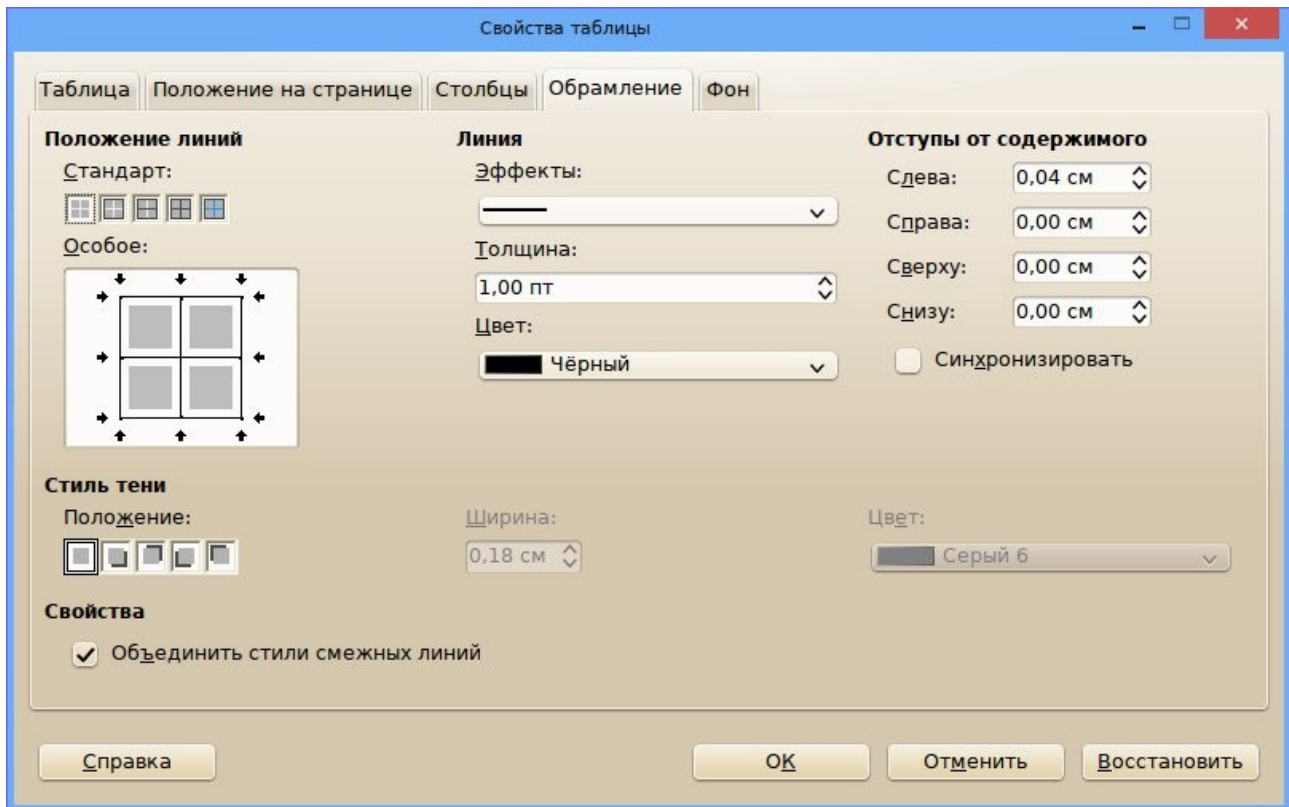 Свойства таблицы
Таблица Положение на странице Столбцы Обрамление Фон
Положение линий
Стандарт:
Особое:
Линия
Эффекты:
Толщина:
1,00 пт
Цвет:
Чёрный
Отступы от содержимого
Слева: 0,04 см
Справа: 0,00 см
Сверху: 0,00 см
Снизу: 0,00 см
Синхронизировать
Стиль тени
Положение:
Ширина:
0,18 см
Цвет:
Серый 6
Свойства
Объединить стили смежных линий
Справка ОК Отменить Восстановить